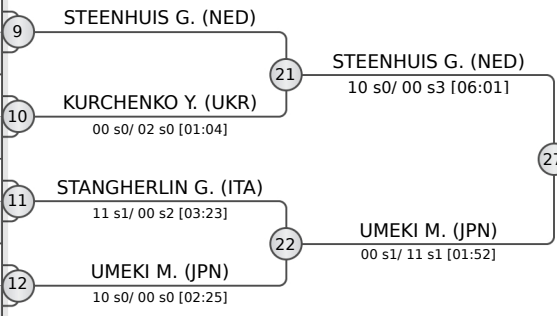 STEENHUIS G. (NED)
9
21
STEENHUIS G. (NED)
10 s0/ 00 s3 [06:01]
KURCHENKO Y. (UKR)
10
00 s0/ 02 s0 [01:04]
27
STANGHERLIN G. (ITA)
11
11 s1/ 00 s2 [03:23]
22
UMEKI M. (JPN)
00 s1/ 11 s1 [01:52]
UMEKI M. (JPN)
12
10 s0/ 00 s0 [02:25]